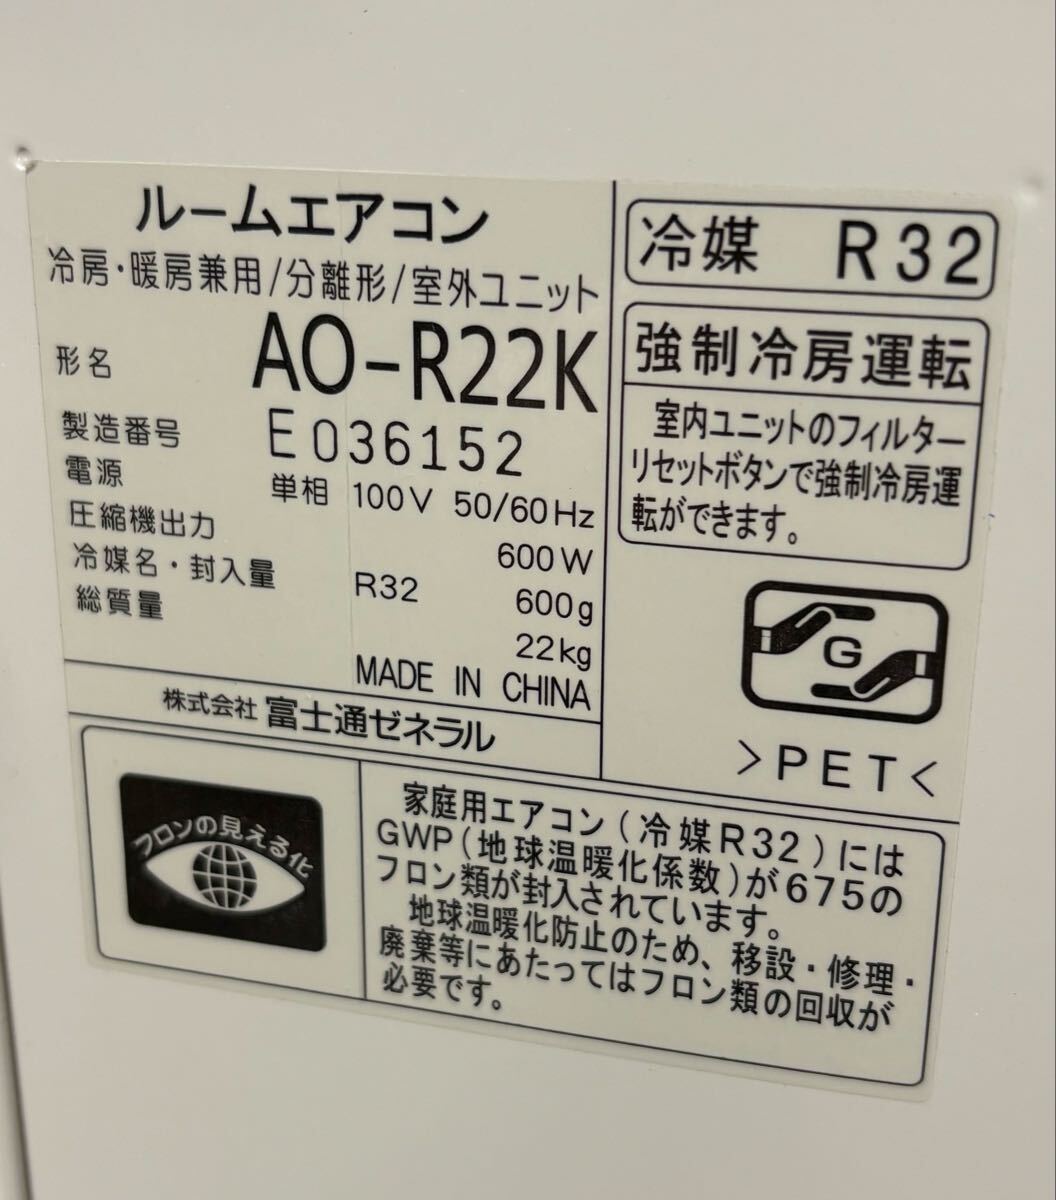 ルームエアコン
冷房・暖房兼用/分離形/室外ユニット
形名 AO-R22K
製造番号 E036152
電源 単相 100V 50/60Hz
圧縮機出力 600W
冷媒名・封入量 R32 600g
総質量 22kg
MADE IN CHINA
株式会社 富士通ゼネラル
冷媒 R32
強制冷房運転
室内ユニットのフィルター
リセットボタンで強制冷房運
転ができます。
G
>PET<
フロンの見える化
家庭用エアコン(冷媒R32)には
GWP(地球温暖化係数)が675の
フロン類が封入されています。
地球温暖化防止のため、移設・修理・
廃棄等にあたってはフロン類の回収が
必要です。